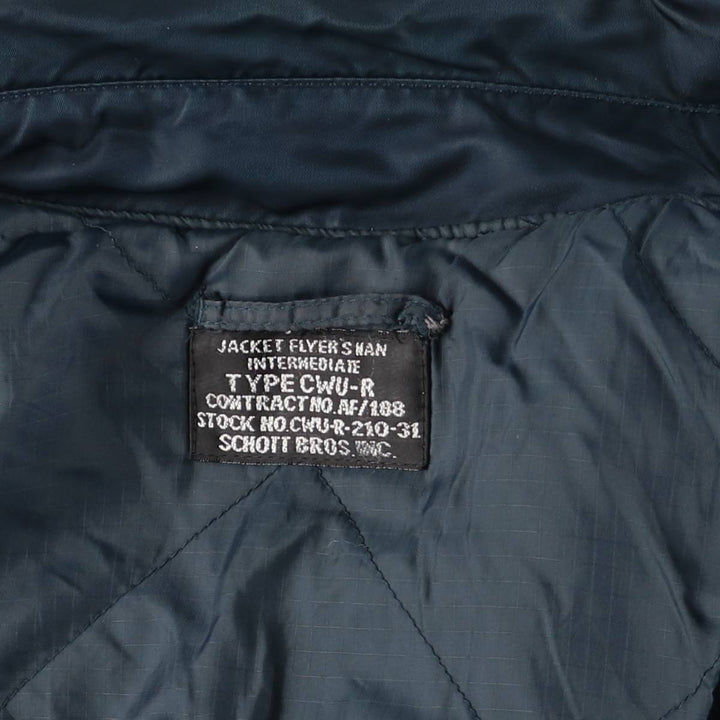 JACKET FLYER'S MAN
INTERMEDIATE
TYPE CWU-R
CONTRACT NO. AF/188
STOCK NO. CWU-R-210-31
SCHOTT BROS. INC.